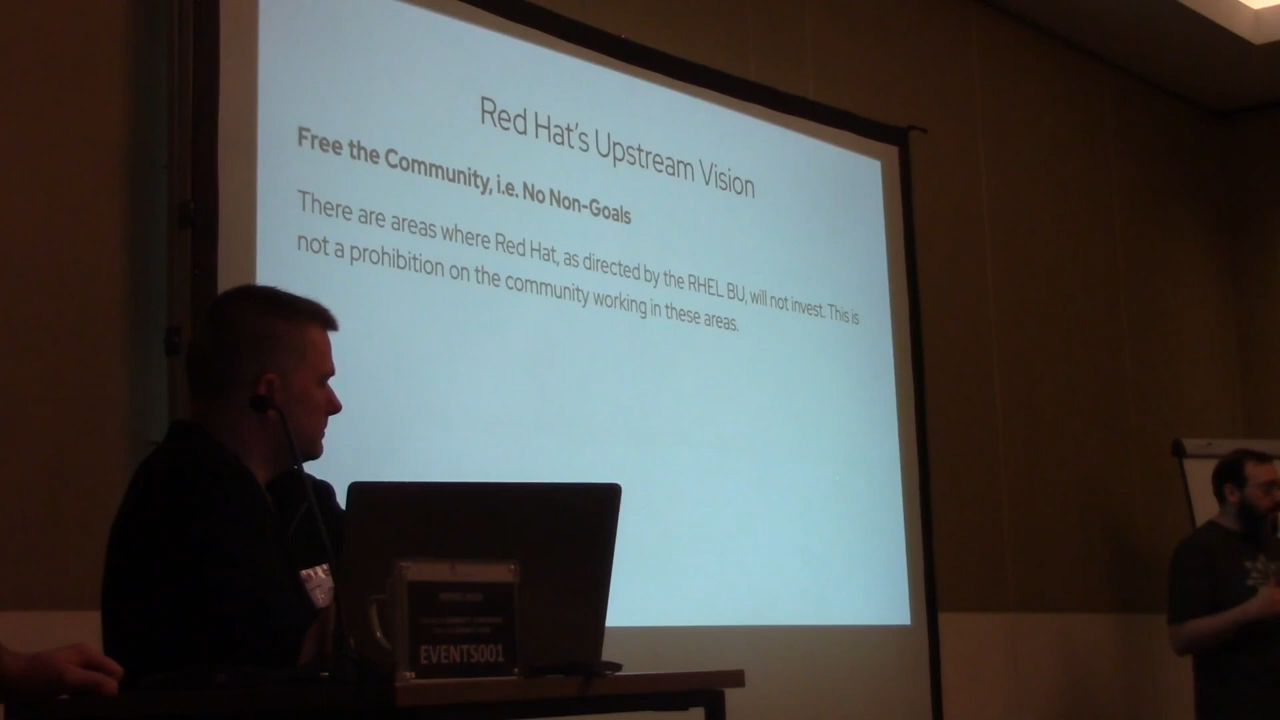 Red Hat's Upstream Vision
Free the Community, i.e. No Non-Goals
There are areas where Red Hat, as directed by the RHEL BU, will not invest. This is
not a prohibition on the community working in these areas.
EVENTS001